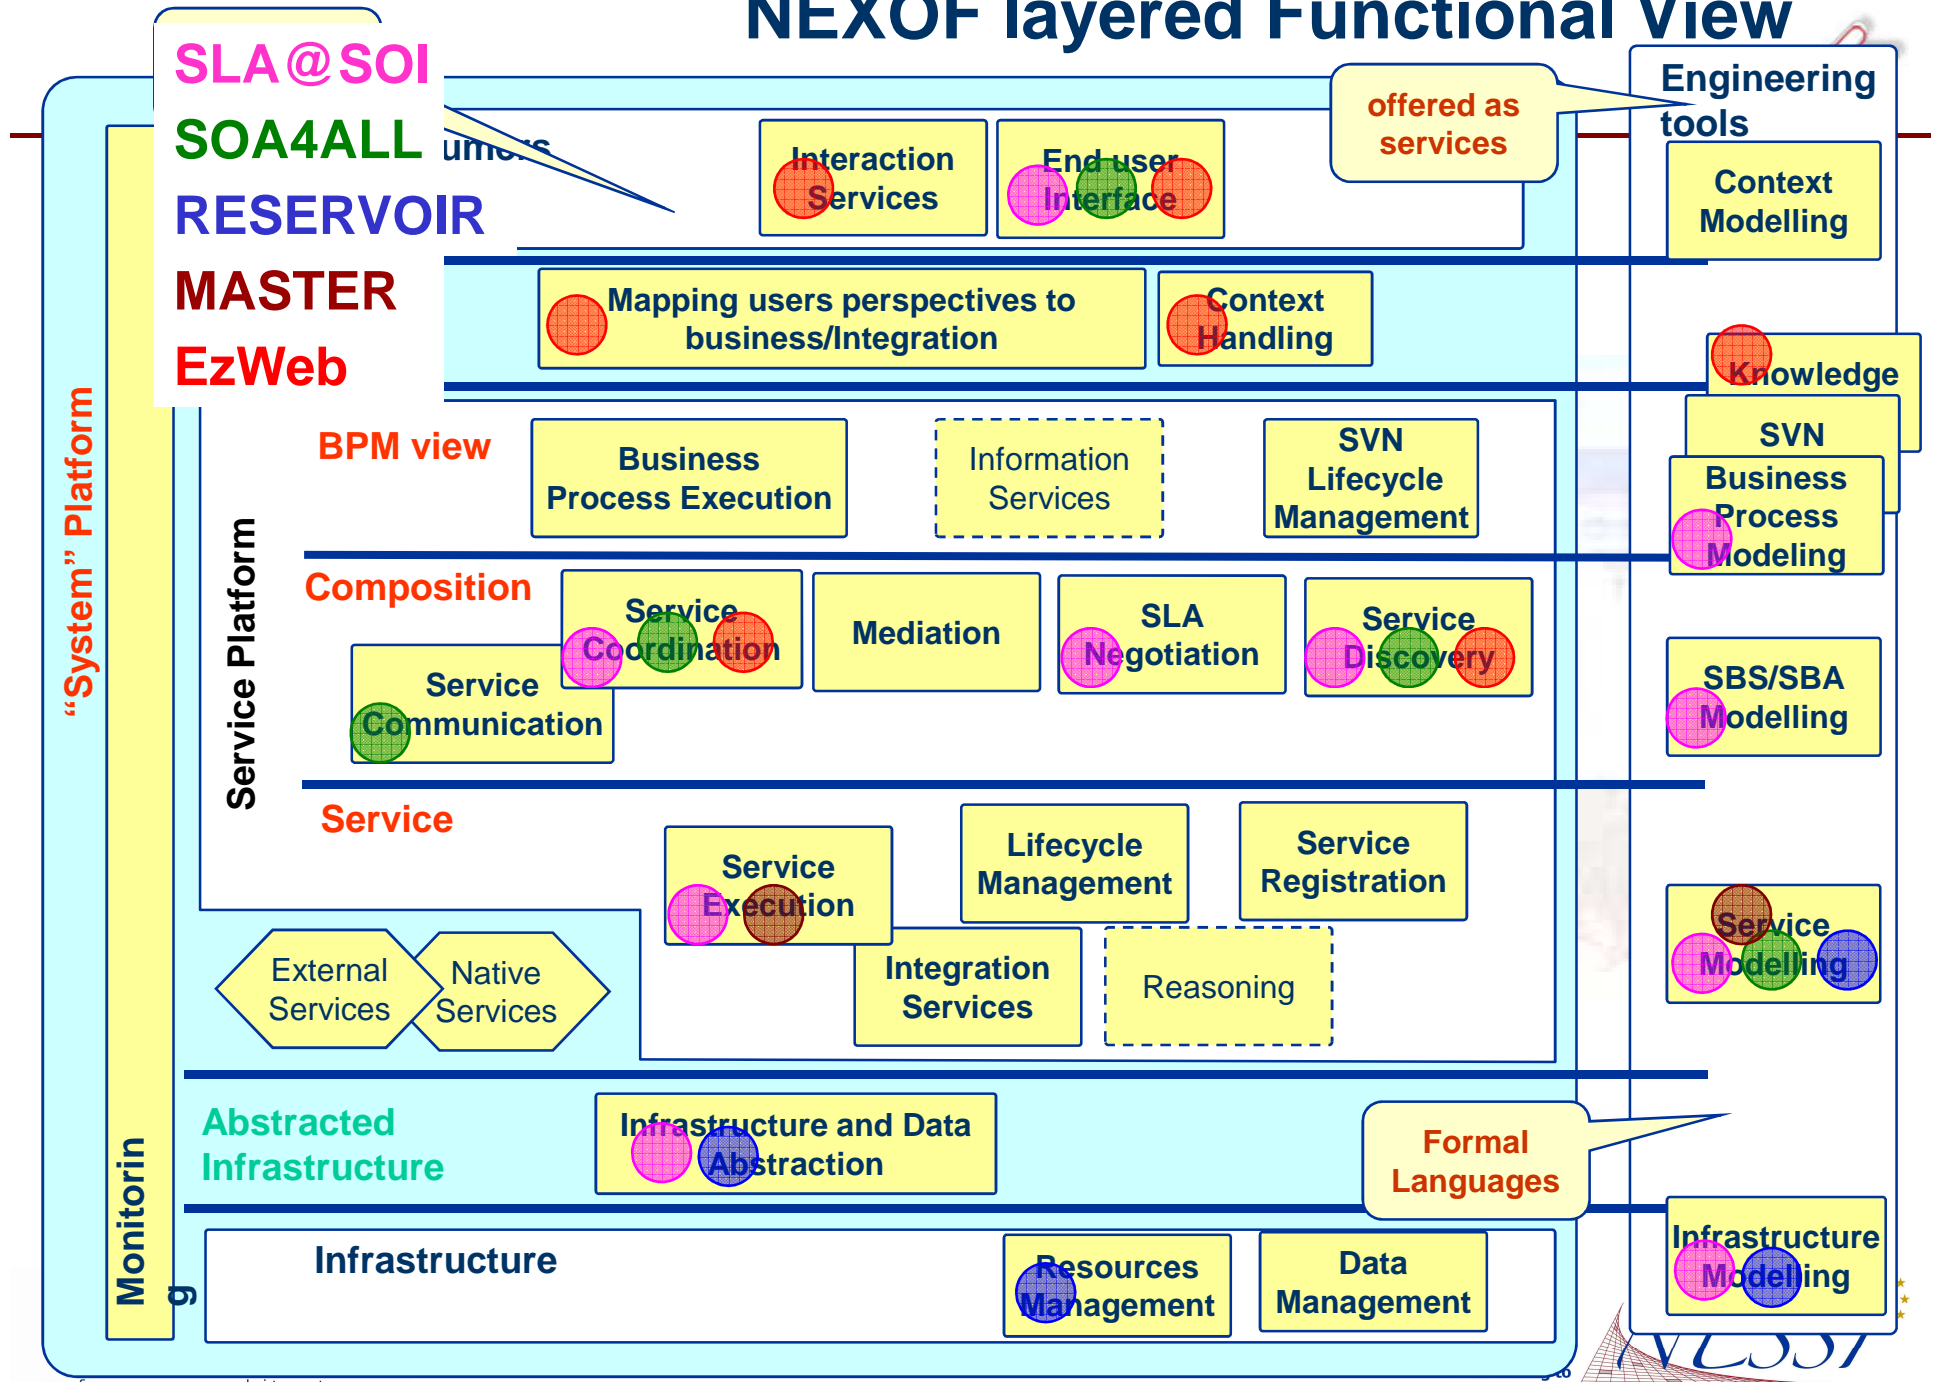 NEXOF layered Functional View
SLA@SOI
SOA4ALL
RESERVOIR
MASTER
EzWeb
umers
Interaction
Services
End user
Interface
offered as
services
Engineering
tools
Context
Modelling
Mapping users perspectives to
business/Integration
Context
Handling
Knowledge
SVN
Business
Process
Modeling
"System" Platform
Service Platform
BPM view
Business
Process Execution
Information
Services
SVN
Lifecycle
Management
Composition
Service
Coordination
Mediation
SLA
Negotiation
Service
Discovery
Service
Communication
SBS/SBA
Modelling
Service
Service
Execution
Lifecycle
Management
Service
Registration
Service
Modelling
External
Services
Native
Services
Integration
Services
Reasoning
Abstracted
Infrastructure
Infrastructure and Data
Abstraction
Formal
Languages
Monitorin
g
Infrastructure
Resources
Management
Data
Management
Infrastructure
Modelling
NESSI